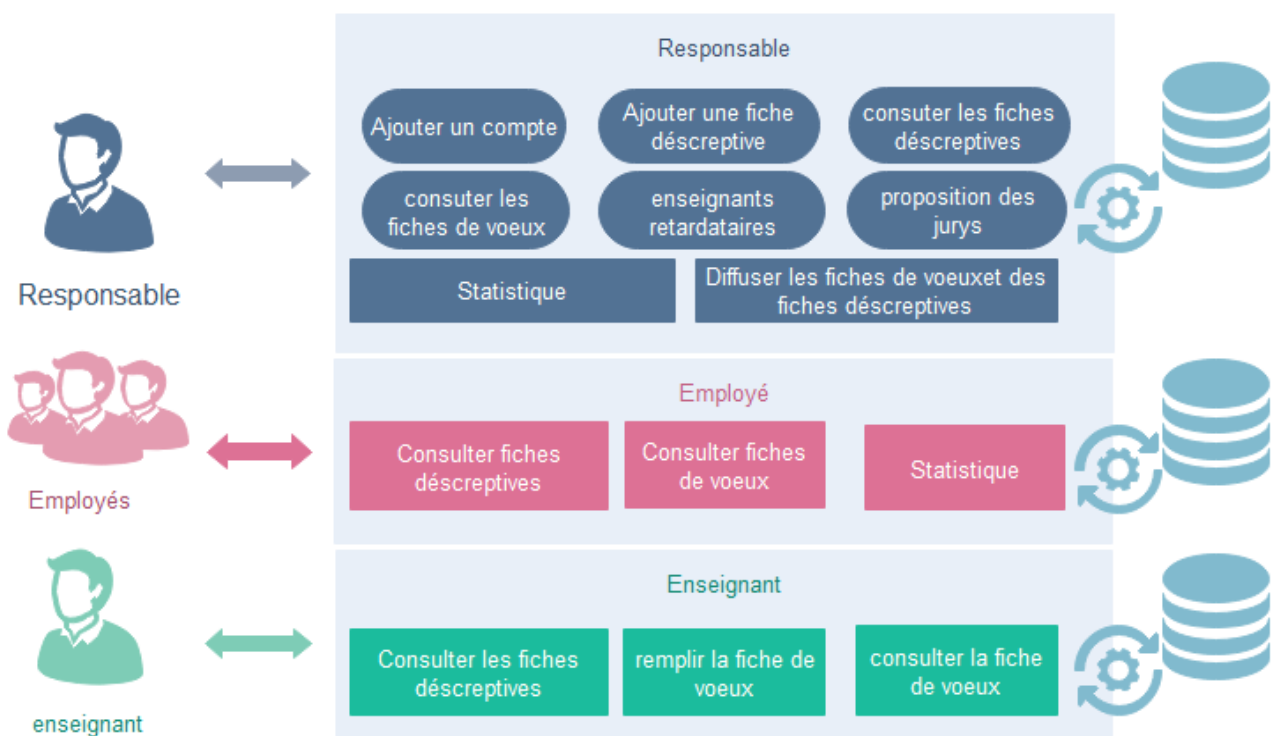 Responsable
Ajouter un compte
Ajouter une fiche
déscreptive
consuter les fiches
déscreptives
consuter les
fiches de voeux
enseignants
retardataires
proposition des
jurys
Responsable
Statistique
Diffuser les fiches de voeuxet des
fiches déscreptives
Employé
Consulter fiches
déscreptives
Consulter fiches
de voeux
Statistique
Employés
Enseignant
Consulter les fiches
déscreptives
remplir la fiche de
voeux
consulter la fiche
de voeux
enseignant